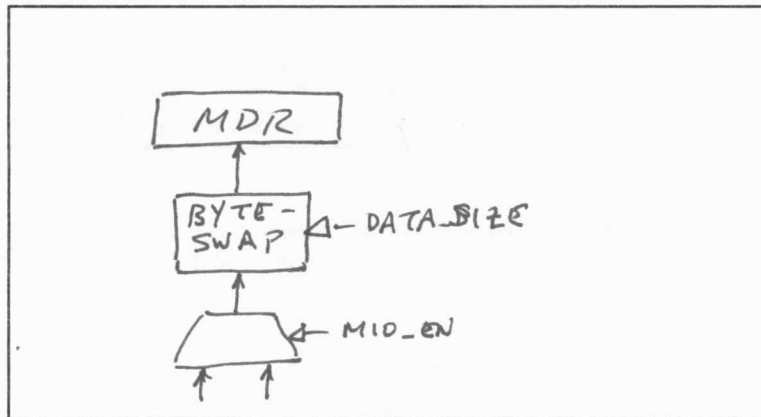 MDR
BYTE-
SWAP
DATA_SIZE
MIO_EN